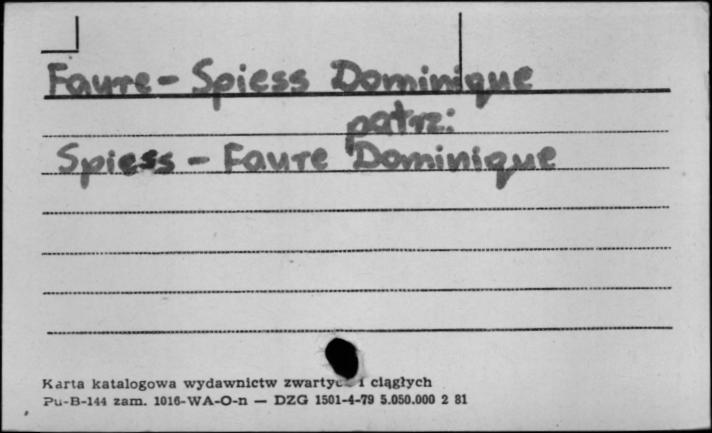 Faure - Spiess Dominique
patrz:
Spiess - Faure Dominique
Karta katalogowa wydawnictw zwartych i ciągłych
Pu-B-144 zam. 1016-WA-O-n — DZG 1501-4-79 5.050.000 2 81